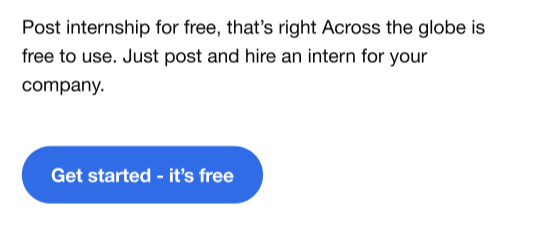 Post internship for free, that’s right Across the globe is
free to use. Just post and hire an intern for your
company.
Get started - it’s free